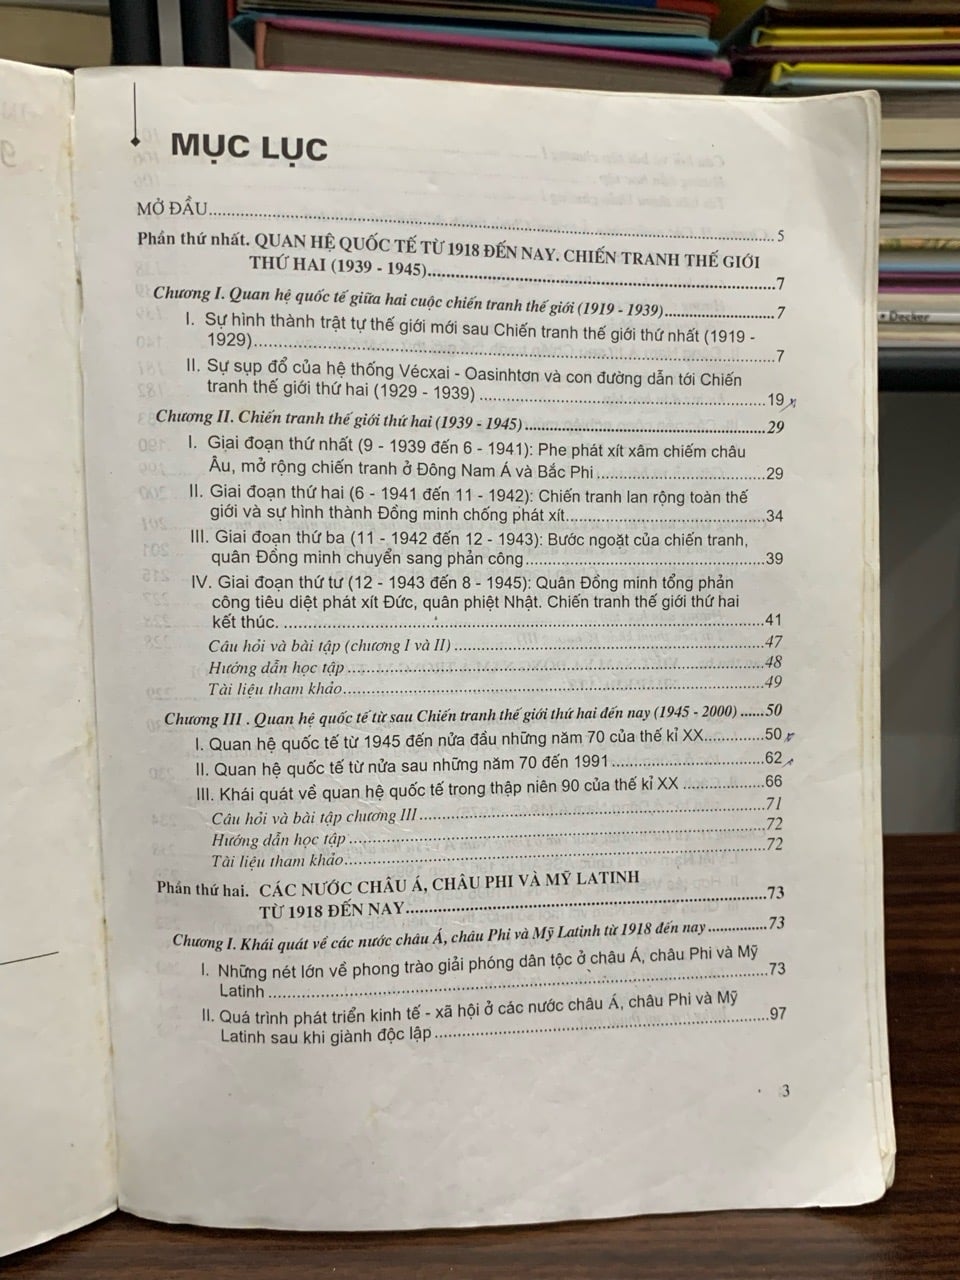 MỤC LỤC
MỞ ĐẦU.......................................................................................................5
Phần thứ nhất. QUAN HỆ QUỐC TẾ TỪ 1918 ĐẾN NAY. CHIẾN TRANH THẾ GIỚI
THỨ HAI (1939 - 1945)..............................................................7
Chương I. Quan hệ quốc tế giữa hai cuộc chiến tranh thế giới (1919 - 1939)....................7
I. Sự hình thành trật tự thế giới mới sau Chiến tranh thế giới thứ nhất (1919 -
1929)..........................................................................................7
II. Sự sụp đổ của hệ thống Vécxai - Oasinhtơn và con đường dẫn tới Chiến
tranh thế giới thứ hai (1929 - 1939) ..................................................19
Chương II. Chiến tranh thế giới thứ hai (1939 - 1945)..........................................29
I. Giai đoạn thứ nhất (9 - 1939 đến 6 - 1941): Phe phát xít xâm chiếm châu
Âu, mở rộng chiến tranh ở Đông Nam Á và Bắc Phi..............................29
II. Giai đoạn thứ hai (6 - 1941 đến 11 - 1942): Chiến tranh lan rộng toàn thế
giới và sự hình thành Đồng minh chống phát xít...................................34
III. Giai đoạn thứ ba (11 - 1942 đến 12 - 1943): Bước ngoặt của chiến tranh,
quân Đồng minh chuyển sang phản công..........................................39
IV. Giai đoạn thứ tư (12 - 1943 đến 8 - 1945): Quân Đồng minh tổng phản
công tiêu diệt phát xít Đức, quân phiệt Nhật. Chiến tranh thế giới thứ hai
kết thúc. ..................................................................................41
Câu hỏi và bài tập (chương I và II)......................................................47
Hướng dẫn học tập.......................................................................48
Tài liệu tham khảo........................................................................49
Chương III . Quan hệ quốc tế từ sau Chiến tranh thế giới thứ hai đến nay (1945 - 2000) ......50
I. Quan hệ quốc tế từ 1945 đến nửa đầu những năm 70 của thế kỉ XX............50
II. Quan hệ quốc tế từ nửa sau những năm 70 đến 1991..............................62
III. Khái quát về quan hệ quốc tế trong thập niên 90 của thế kỉ XX ................66
Câu hỏi và bài tập chương III............................................................71
Hướng dẫn học tập.......................................................................72
Tài liệu tham khảo........................................................................72
Phần thứ hai. CÁC NƯỚC CHÂU Á, CHÂU PHI VÀ MỸ LATINH
TỪ 1918 ĐẾN NAY..................................................................73
Chương I. Khái quát về các nước châu Á, châu Phi và Mỹ Latinh từ 1918 đến nay...............73
I. Những nét lớn về phong trào giải phóng dân tộc ở châu Á, châu Phi và Mỹ
Latinh .......................................................................................73
II. Quá trình phát triển kinh tế - xã hội ở các nước châu Á, châu Phi và Mỹ
Latinh sau khi giành độc lập..............................................................97
3
Decker